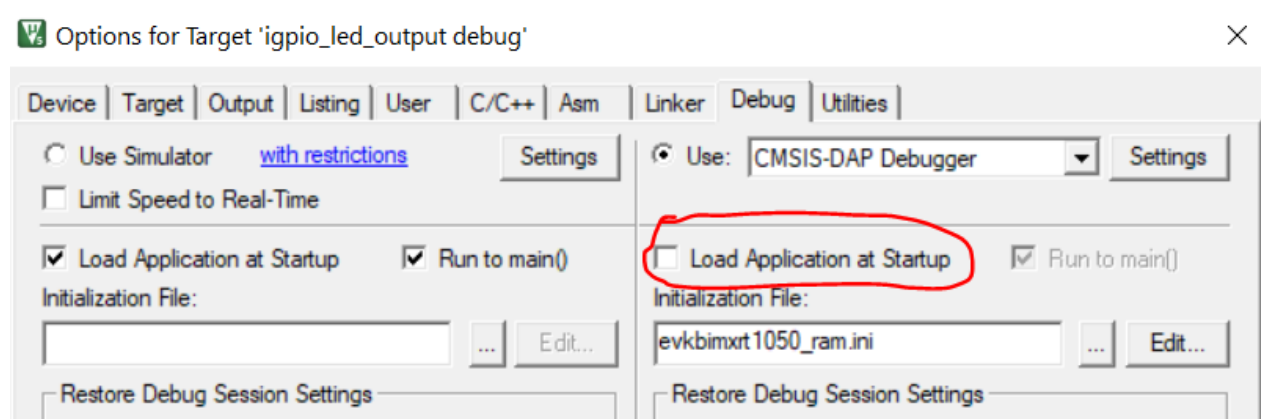 Options for Target 'igpio_led_output debug'
Device Target Output Listing User C/C++ Asm Linker Debug Utilities
Use Simulator with restrictions Settings
Limit Speed to Real-Time
Load Application at Startup Run to main()
Initialization File:
... Edit...
Restore Debug Session Settings
Use: CMSIS-DAP Debugger Settings
Load Application at Startup Run to main()
Initialization File:
evkbimxrt1050_ram.ini ... Edit...
Restore Debug Session Settings